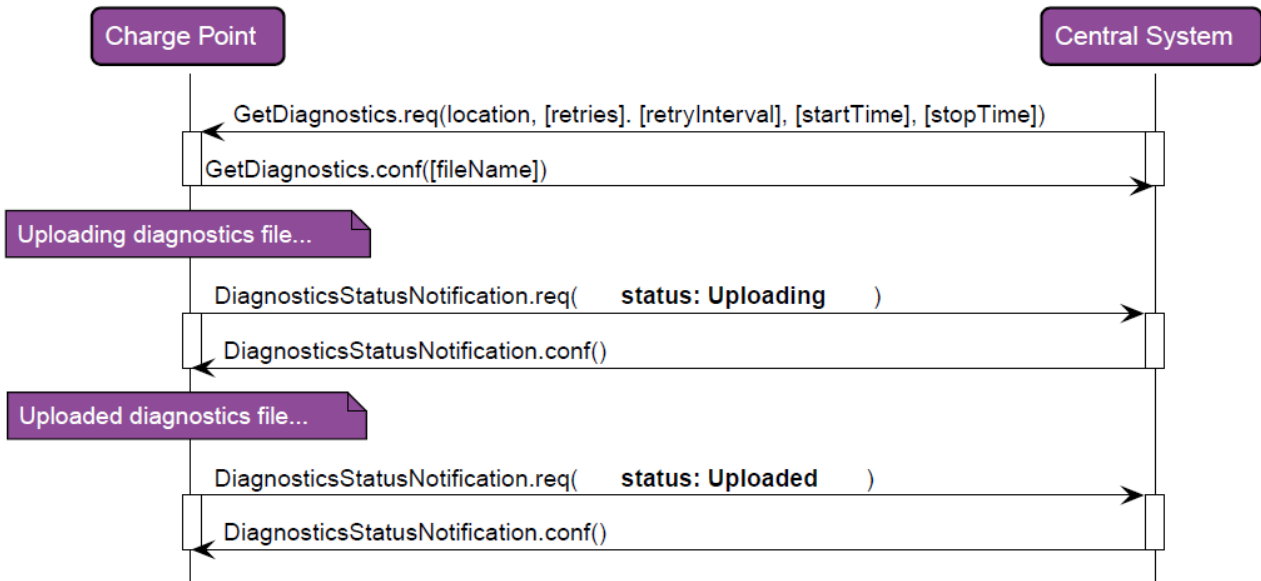 Charge Point
Central System
GetDiagnostics.req(location, [retries]. [retryInterval], [startTime], [stopTime])
GetDiagnostics.conf([fileName])
Uploading diagnostics file...
DiagnosticsStatusNotification.req( status: Uploading )
DiagnosticsStatusNotification.conf()
Uploaded diagnostics file...
DiagnosticsStatusNotification.req( status: Uploaded )
DiagnosticsStatusNotification.conf()